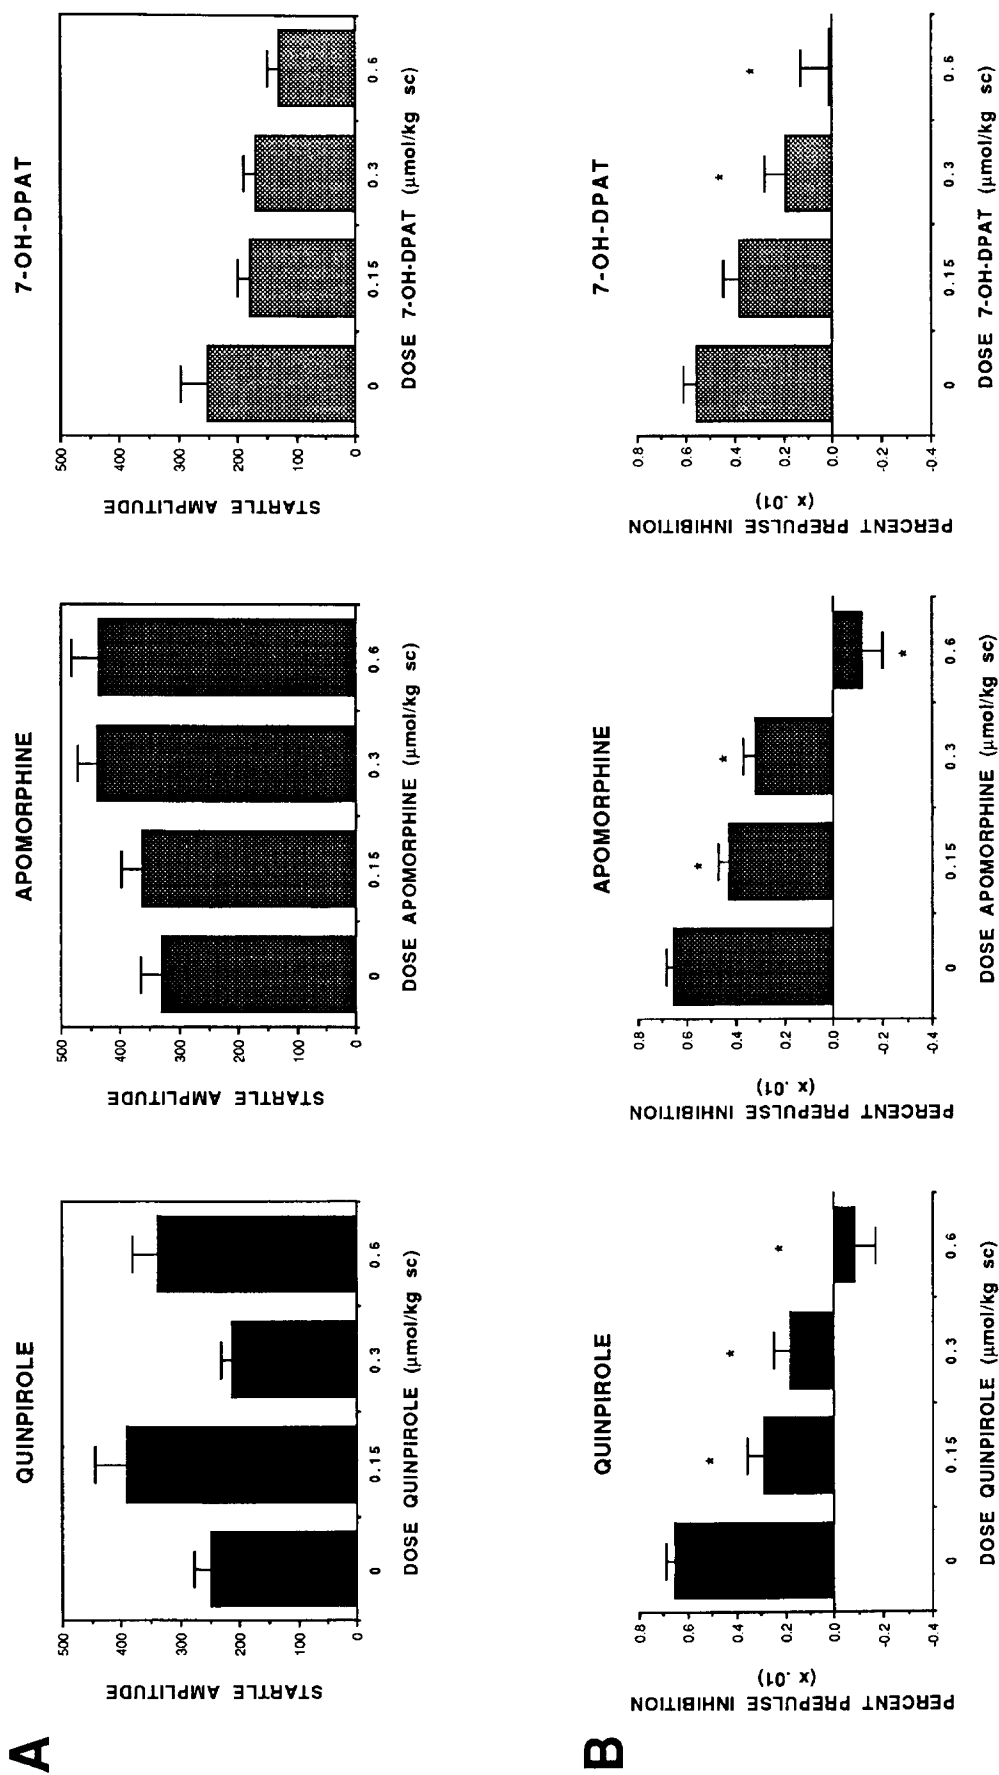 A
QUINPIROLE
STARTLE AMPLITUDE
500
400
300
200
100
0
0 0.15 0.3 0.6
DOSE QUINPIROLE (µmol/kg sc)
APOMORPHINE
STARTLE AMPLITUDE
500
400
300
200
100
0
0 0.15 0.3 0.6
DOSE APOMORPHINE (µmol/kg sc)
7-OH-DPAT
STARTLE AMPLITUDE
500
400
300
200
100
0
0 0.15 0.3 0.6
DOSE 7-OH-DPAT (µmol/kg sc)
B
QUINPIROLE
PERCENT PREPULSE INHIBITION
(x .01)
0.8
0.6
0.4
0.2
0.0
-0.2
-0.4
* * *
0 0.15 0.3 0.6
DOSE QUINPIROLE (µmol/kg sc)
APOMORPHINE
PERCENT PREPULSE INHIBITION
(x .01)
0.8
0.6
0.4
0.2
0.0
-0.2
-0.4
* * *
0 0.15 0.3 0.6
DOSE APOMORPHINE (µmol/kg sc)
7-OH-DPAT
PERCENT PREPULSE INHIBITION
(x .01)
0.8
0.6
0.4
0.2
0.0
-0.2
-0.4
* *
0 0.15 0.3 0.6
DOSE 7-OH-DPAT (µmol/kg sc)